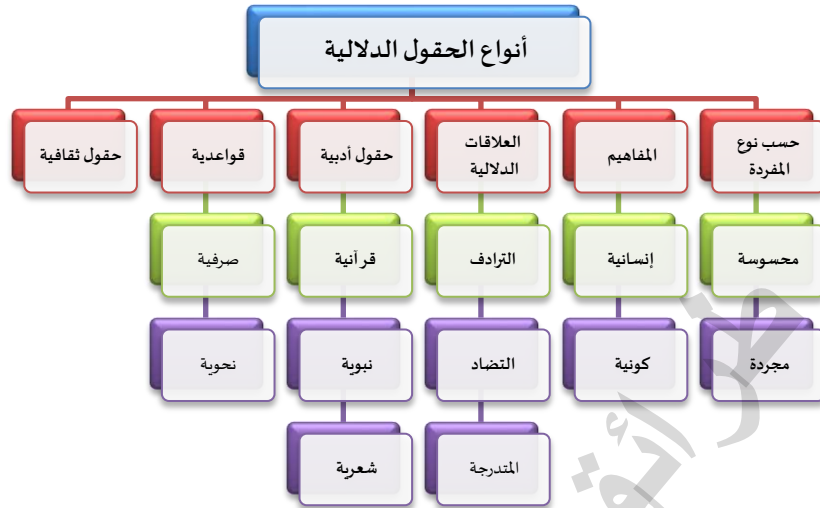 أنواع الحقول الدلالية
حسب نوع
المفردة
المفاهيم
العلاقات
الدلالية
حقول أدبية
قواعدية
حقول ثقافية
محسوسة
إنسانية
الترادف
قرآنية
صرفية
مجردة
كونية
التضاد
نبوية
نحوية
المتدرجة
شعرية